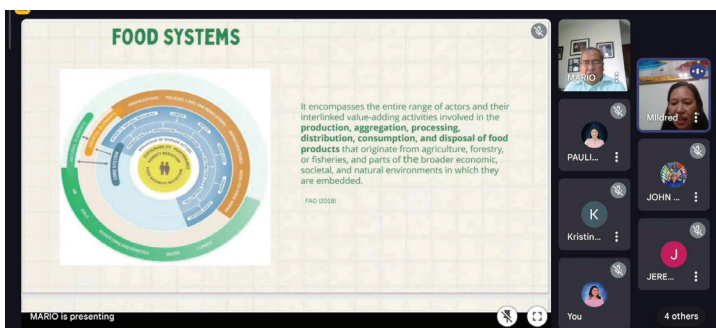 FOOD SYSTEMS
It encompasses the entire range of actors and their
interlinked value-adding activities involved in the
production, aggregation, processing,
distribution, consumption, and disposal of food
products that originate from agriculture, forestry,
or fisheries, and parts of the broader economic,
societal, and natural environments in which they
are embedded.
FAO (2018)
CORE SYSTEM
MARIO
Mildred
PAULI...
JOHN ...
K
Kristin...
J
JERE...
You
4 others
MARIO is presenting